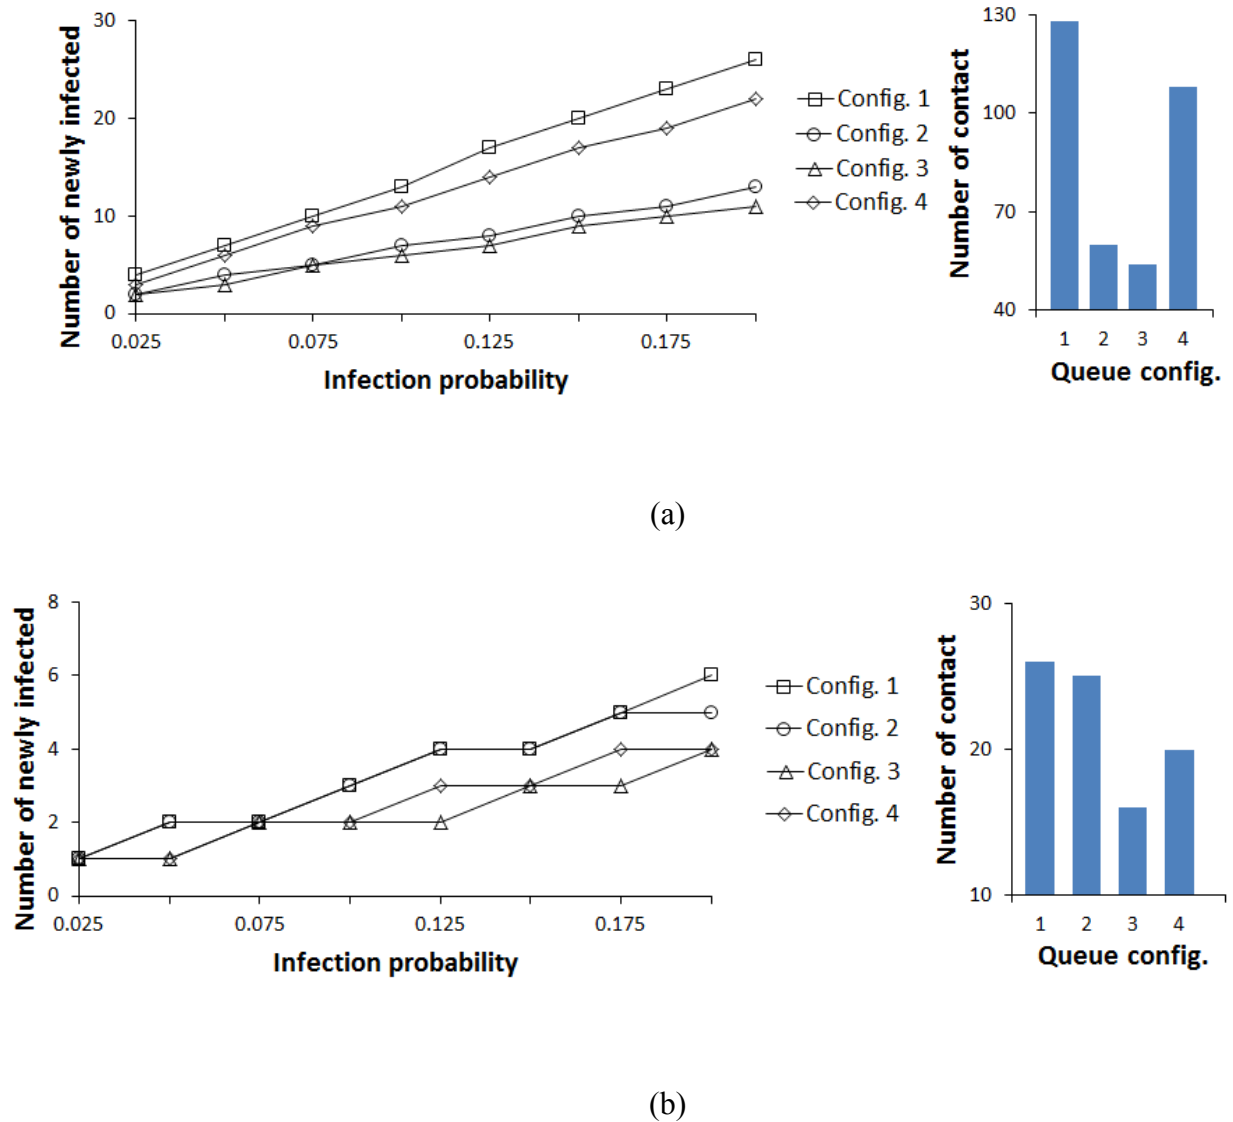 Number of newly infected
30
20
10
0
0.025
0.075
0.125
0.175
Infection probability
Config. 1
Config. 2
Config. 3
Config. 4
Number of contact
130
100
70
40
1
2
3
4
Queue config.
(a)
Number of newly infected
8
6
4
2
0
0.025
0.075
0.125
0.175
Infection probability
Config. 1
Config. 2
Config. 3
Config. 4
Number of contact
30
20
10
1
2
3
4
Queue config.
(b)